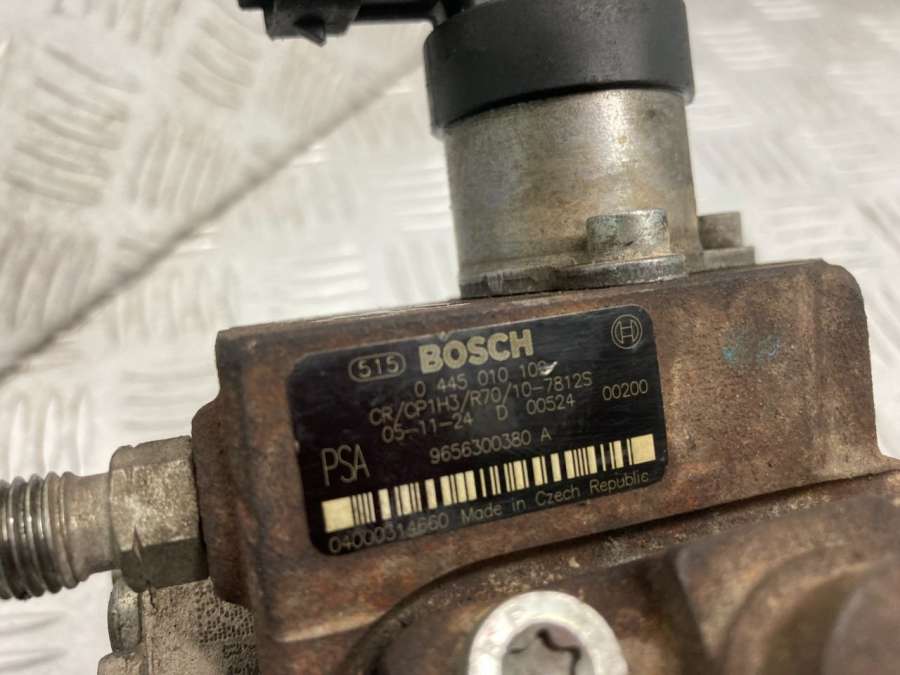 515 BOSCH
0 445 010 102
CR/CP1H3/R70/10-7812S
05-11-24 D 00524 00200
PSA 9656300380 A
04000314660 Made in Czech Republic